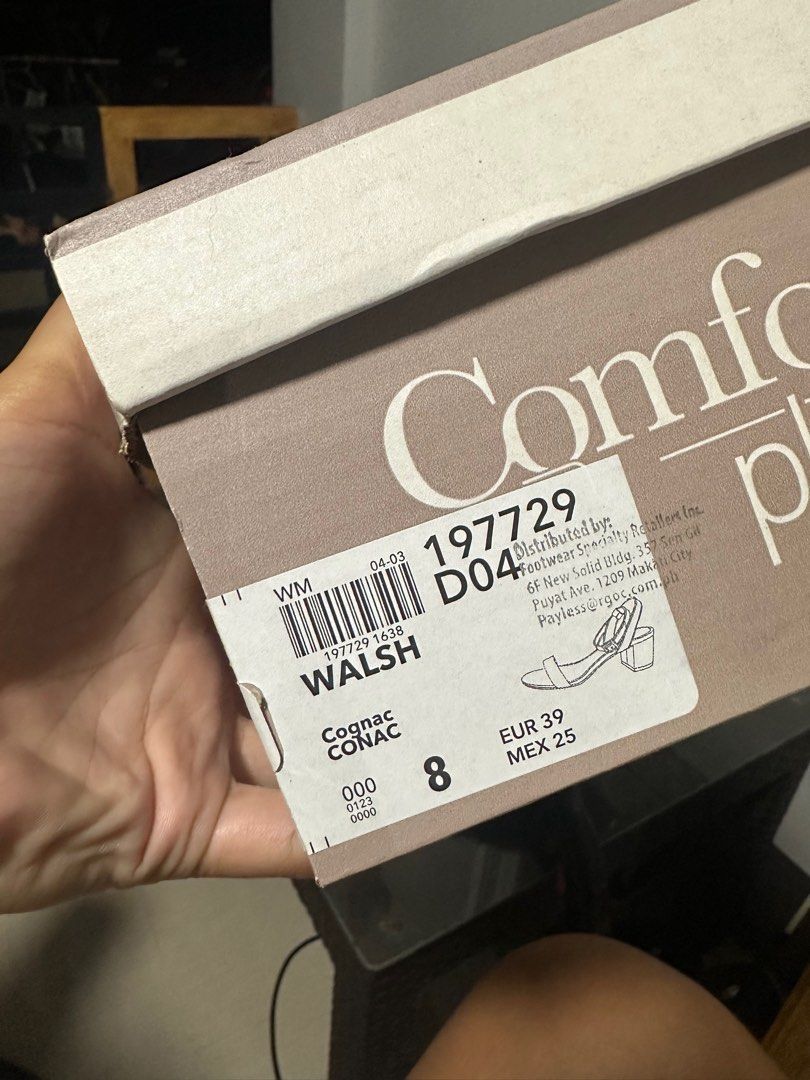 Comfo
pl
197729
D04
WM
04-03
197729 1638
WALSH
Distributed by:
Footwear Specialty Retailers Inc.
6F New Solid Bldg. 357 Sen Gil
Puyat Ave. 1209 Makati City
Payless@rgoc.com.ph
Cognac
CONAC
EUR 39
MEX 25
8
000
0123
0000